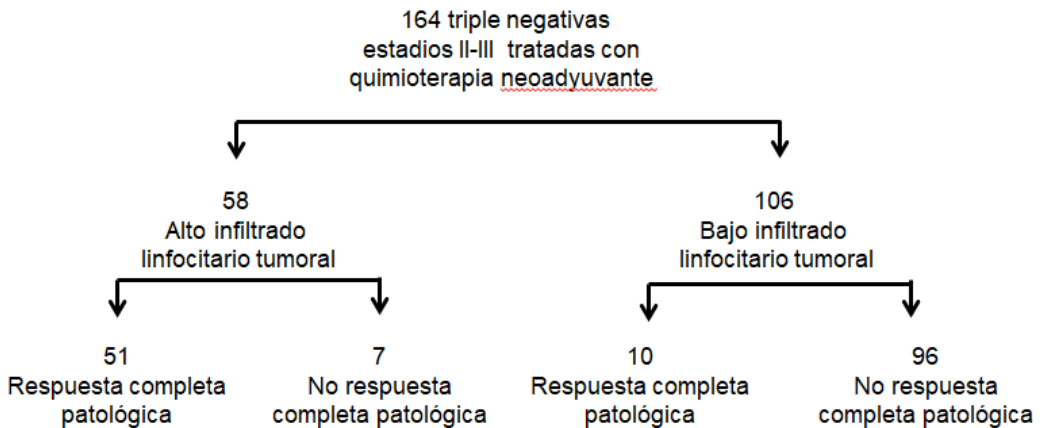 164 triple negativas
estadios II-III tratadas con
quimioterapia neoadyuvante
58
Alto infiltrado
linfocitario tumoral
106
Bajo infiltrado
linfocitario tumoral
51
Respuesta completa
patológica
7
No respuesta
completa patológica
10
Respuesta completa
patológica
96
No respuesta
completa patológica